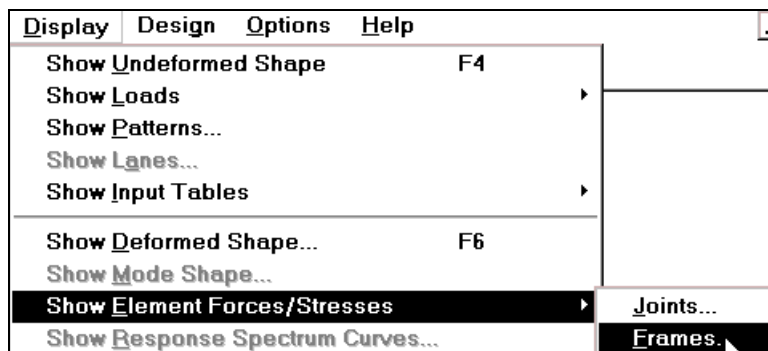 Display Design Options Help
Show Undeformed Shape F4
Show Loads
Show Patterns...
Show Lanes...
Show Input Tables
Show Deformed Shape... F6
Show Mode Shape...
Show Element Forces/Stresses
Joints...
Show Response Spectrum Curves...
Frames.